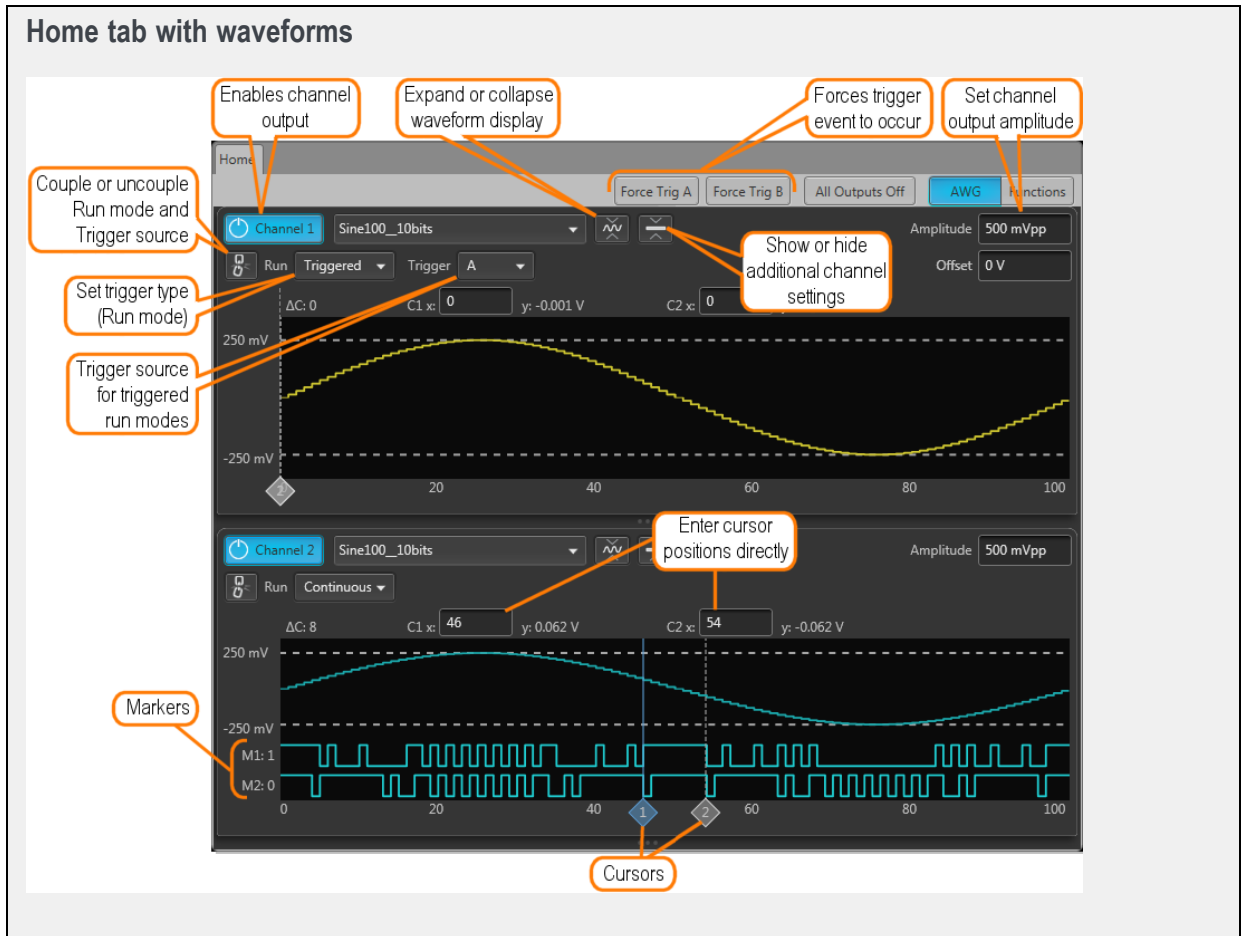 Home tab with waveforms
Enables channel
output
Expand or collapse
waveform display
Forces trigger
event to occur
Set channel
output amplitude
Couple or uncouple
Run mode and
Trigger source
Set trigger type
(Run mode)
Trigger source
for triggered
run modes
Show or hide
additional channel
settings
Home
Force Trig A Force Trig B All Outputs Off AWG Functions
Channel 1 Sine100_10bits Amplitude 500 mVpp
Run Triggered Trigger A Offset 0 V
ΔC: 0 C1 x: 0 y: -0.001 V C2 x: 0
250 mV
-250 mV
2 20 40 60 80 100
Enter cursor
positions directly
Channel 2 Sine100_10bits Amplitude 500 mVpp
Run Continuous
ΔC: 8 C1 x: 46 y: 0.062 V C2 x: 54 y: -0.062 V
250 mV
-250 mV
Markers
M1: 1
M2: 0
0 20 40 1 2 60 80 100
Cursors